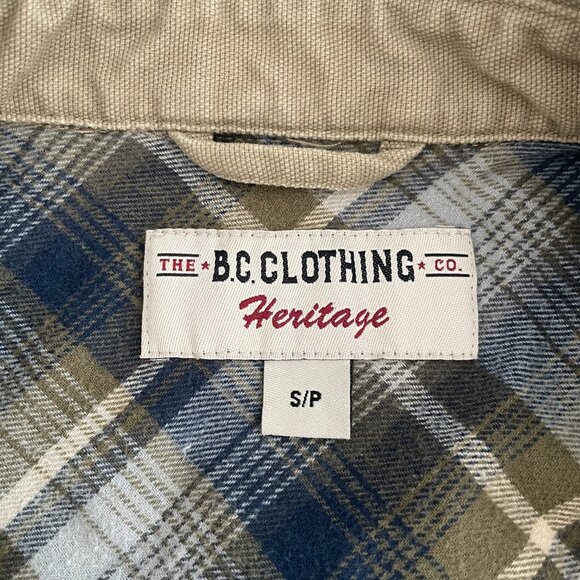 THE ★ B.C. CLOTHING ★ CO.
Heritage
S/P